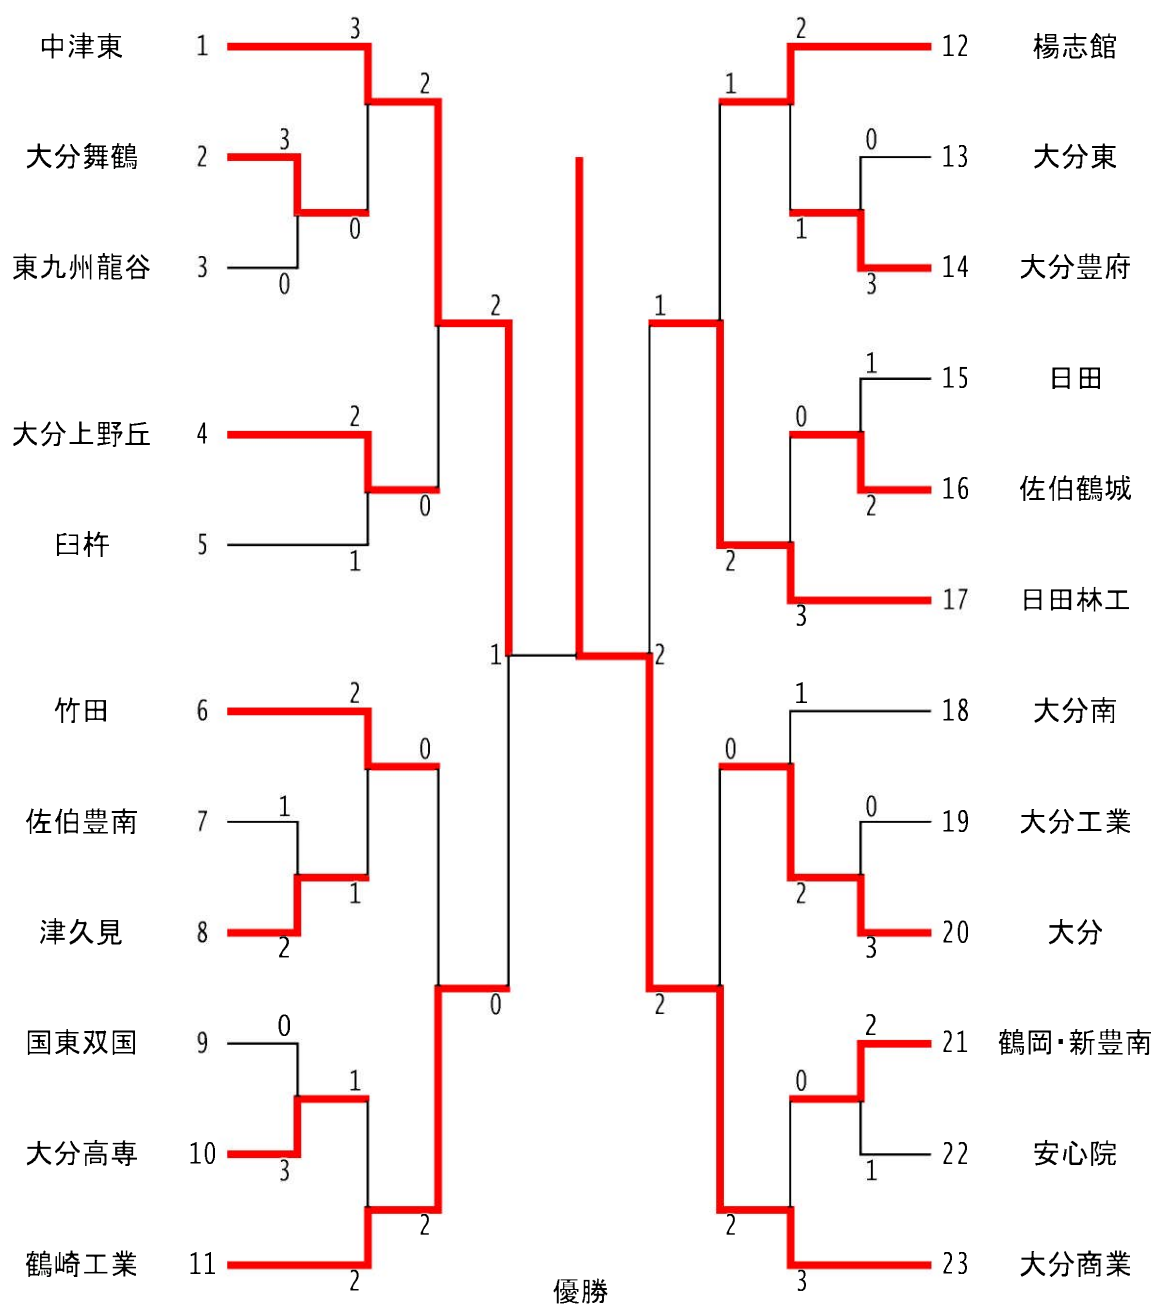 3
中津東 1
2
大分舞鶴 2
3
0
東九州龍谷 3
0
2
大分上野丘 4
2
0
臼杵 5
1
2
1
竹田 6
2
0
佐伯豊南 7
1
1
津久見 8
2
0
国東双国 9
0
1
大分高専 10
3
2
鶴崎工業 11
2
2
12 楊志館
1
0
13 大分東
1
14 大分豊府
3
1
1
15 日田
0
16 佐伯鶴城
2
2
17 日田林工
3
2
1
18 大分南
0
0
19 大分工業
2
20 大分
3
2
2
21 鶴岡・新豊南
0
22 安心院
1
2
23 大分商業
3
優勝